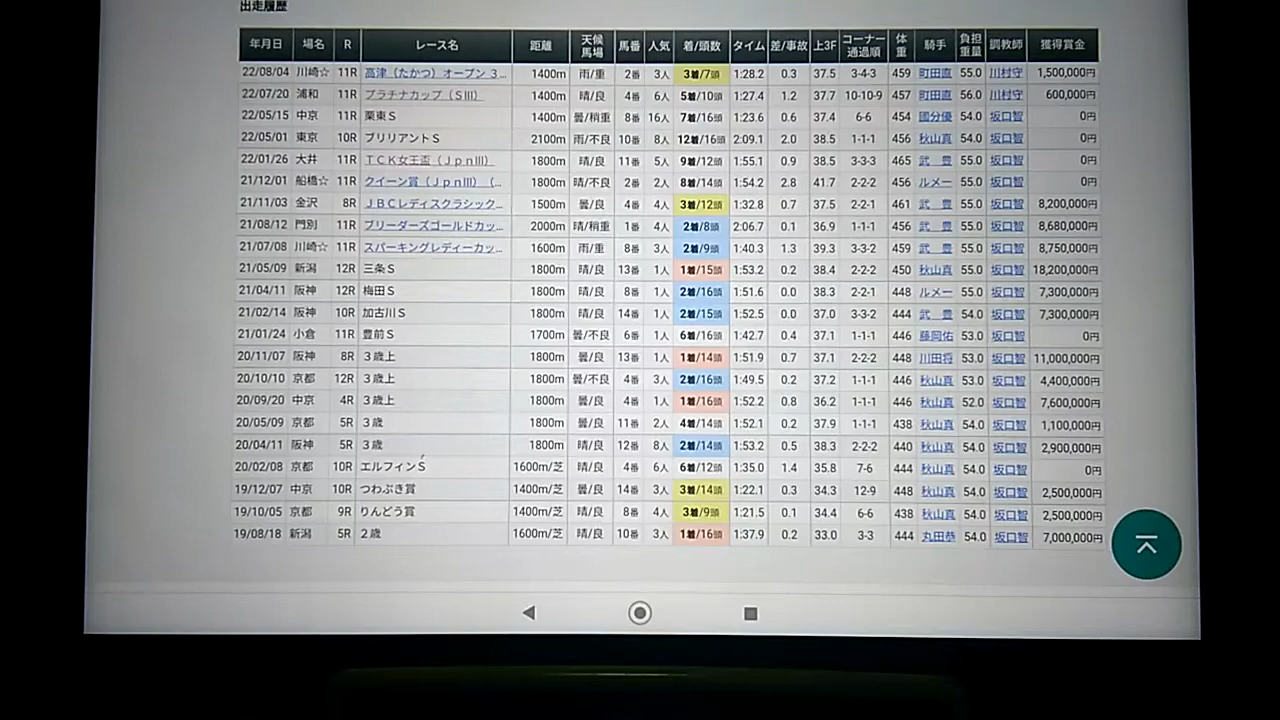 出走履歴
年月日 場名 R レース名 距離 天候馬場 馬番 人気 着/頭数 タイム 差/事故 上3F コーナー通過順 体重 騎手 負担重量 調教師 獲得賞金
22/08/04 川崎☆ 11R 高津（たかつ）オープン 3... 1400m 雨/重 2番 3人 3着/7頭 1:28.2 0.3 37.5 3-4-3 459 町田直 55.0 川村守 1,500,000円
22/07/20 浦和 11R プラチナカップ（SⅢ） 1400m 晴/良 4番 6人 5着/10頭 1:27.4 1.2 37.7 10-10-9 457 町田直 56.0 川村守 600,000円
22/05/15 中京 11R 栗東Ｓ 1400m 曇/稍重 8番 16人 7着/16頭 1:23.6 0.6 37.4 6-6 454 國分優 54.0 坂口智 0円
22/05/01 東京 10R ブリリアントＳ 2100m 雨/不良 10番 8人 12着/16頭 2:09.1 2.0 38.5 1-1-1 456 秋山真 54.0 坂口智 0円
22/01/26 大井 11R ＴＣＫ女王盃（ＪｐｎⅢ） 1800m 晴/良 11番 5人 9着/12頭 1:55.1 0.9 38.5 3-3-3 465 武　豊 55.0 坂口智 0円
21/12/01 船橋☆ 11R クイーン賞（ＪｐｎⅢ）（... 1800m 晴/不良 2番 2人 8着/14頭 1:54.2 2.8 41.7 2-2-2 456 ルメー 55.0 坂口智 0円
21/11/03 金沢 8R ＪＢＣレディスクラシック... 1500m 曇/良 4番 4人 3着/12頭 1:32.8 0.7 37.5 2-2-1 461 武　豊 55.0 坂口智 8,200,000円
21/08/12 門別 11R ブリーダーズゴールドカッ... 2000m 晴/稍重 1番 4人 2着/8頭 2:06.7 0.1 36.9 1-1-1 456 武　豊 55.0 坂口智 8,680,000円
21/07/08 川崎☆ 11R スパーキングレディーカッ... 1600m 雨/重 8番 3人 2着/9頭 1:40.3 1.3 39.3 3-3-2 459 武　豊 55.0 坂口智 8,750,000円
21/05/09 新潟 12R 三条Ｓ 1800m 晴/良 13番 1人 1着/15頭 1:53.2 0.2 38.4 2-2-2 450 秋山真 55.0 坂口智 18,200,000円
21/04/11 阪神 12R 梅田Ｓ 1800m 晴/良 8番 1人 2着/16頭 1:51.6 0.0 38.3 2-2-1 448 ルメー 55.0 坂口智 7,300,000円
21/02/14 阪神 10R 加古川Ｓ 1800m 晴/良 14番 1人 2着/15頭 1:52.5 0.0 37.0 3-3-2 444 武　豊 54.0 坂口智 7,300,000円
21/01/24 小倉 11R 豊前Ｓ 1700m 曇/不良 6番 1人 6着/16頭 1:42.7 0.4 37.1 1-1-1 446 藤岡佑 53.0 坂口智 0円
20/11/07 阪神 8R ３歳上 1800m 曇/良 13番 1人 1着/14頭 1:51.9 0.7 37.1 2-2-2 448 川田将 53.0 坂口智 11,000,000円
20/10/10 京都 12R ３歳上 1800m 曇/不良 4番 3人 2着/16頭 1:49.5 0.2 37.2 1-1-1 446 秋山真 53.0 坂口智 4,400,000円
20/09/20 中京 4R ３歳上 1800m 曇/良 4番 1人 1着/16頭 1:52.2 0.8 36.2 1-1-1 446 秋山真 52.0 坂口智 7,600,000円
20/05/09 京都 5R ３歳 1800m 曇/良 11番 2人 4着/14頭 1:52.1 0.2 37.9 1-1-1 438 秋山真 54.0 坂口智 1,100,000円
20/04/11 阪神 5R ３歳 1800m 晴/良 12番 8人 2着/14頭 1:53.2 0.5 38.3 2-2-2 440 秋山真 54.0 坂口智 2,900,000円
20/02/08 京都 10R エルフィンＳ 1600m/芝 晴/良 4番 6人 6着/12頭 1:35.0 1.4 35.8 7-6 444 秋山真 54.0 坂口智 0円
19/12/07 中京 10R つわぶき賞 1400m/芝 曇/良 14番 3人 3着/14頭 1:22.1 0.3 34.3 12-9 448 秋山真 54.0 坂口智 2,500,000円
19/10/05 京都 9R りんどう賞 1400m/芝 晴/良 8番 4人 3着/9頭 1:21.5 0.1 34.4 6-6 438 秋山真 54.0 坂口智 2,500,000円
19/08/18 新潟 5R ２歳 1600m/芝 晴/良 10番 3人 1着/16頭 1:37.9 0.2 33.0 3-3 444 丸田恭 54.0 坂口智 7,000,000円